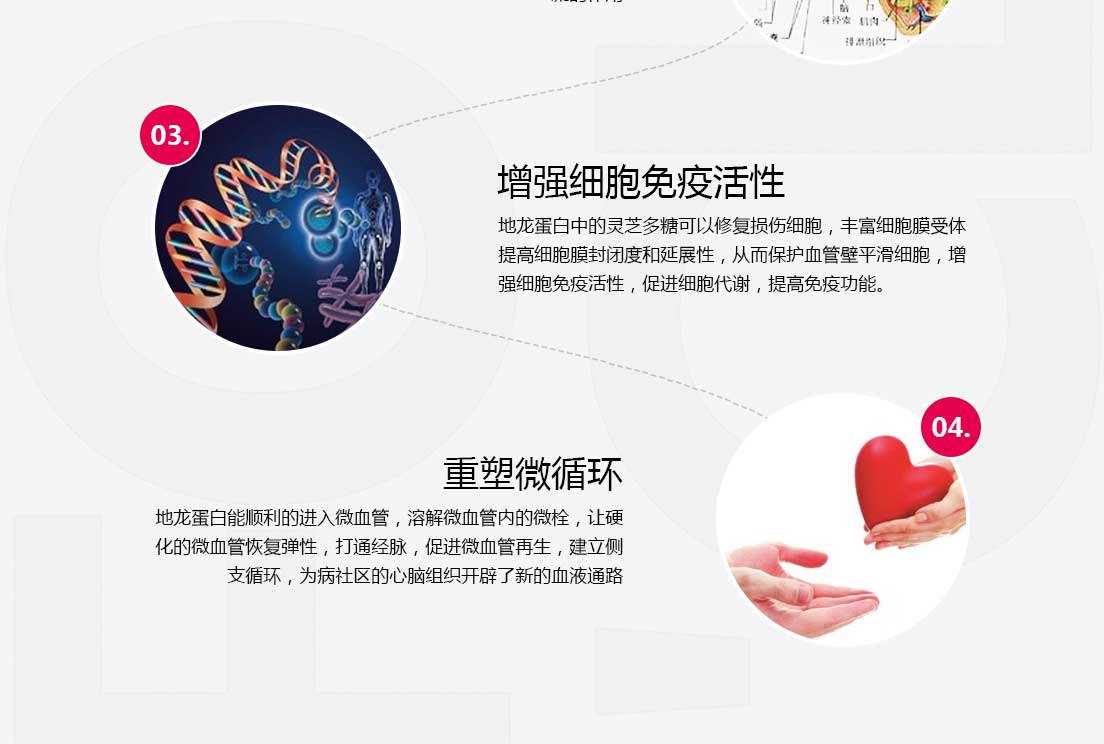 脑
神经索
肌肉
排泄组织
03.
增强细胞免疫活性
地龙蛋白中的灵芝多糖可以修复损伤细胞，丰富细胞膜受体
提高细胞膜封闭度和延展性，从而保护血管壁平滑细胞，增
强细胞免疫活性，促进细胞代谢，提高免疫功能。
04.
重塑微循环
地龙蛋白能顺利的进入微血管，溶解微血管内的微栓，让硬
化的微血管恢复弹性，打通经脉，促进微血管再生，建立侧
支循环，为病社区的心脑组织开辟了新的血液通路